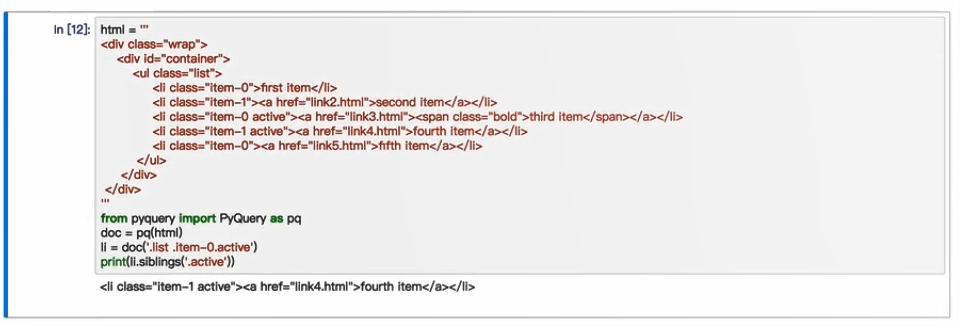 In [12]: html = '''
<div class="wrap">
    <div id="container">
        <ul class="list">
             <li class="item-0">first item</li>
             <li class="item-1"><a href="link2.html">second item</a></li>
             <li class="item-0 active"><a href="link3.html"><span class="bold">third item</span></a></li>
             <li class="item-1 active"><a href="link4.html">fourth item</a></li>
             <li class="item-0"><a href="link5.html">fifth item</a></li>
         </ul>
     </div>
 </div>
'''
from pyquery import PyQuery as pq
doc = pq(html)
li = doc('.list .item-0.active')
print(li.siblings('.active'))
<li class="item-1 active"><a href="link4.html">fourth item</a></li>